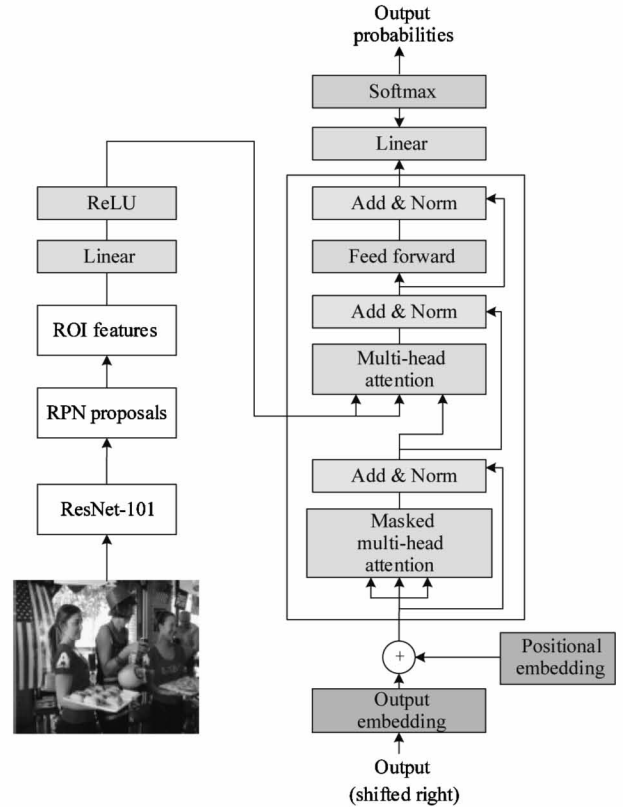 Output
probabilities
Softmax
Linear
Add & Norm
Feed forward
Add & Norm
Multi-head
attention
Add & Norm
Masked
multi-head
attention
+
Positional
embedding
Output
embedding
Output
(shifted right)
ReLU
Linear
ROI features
RPN proposals
ResNet-101
A